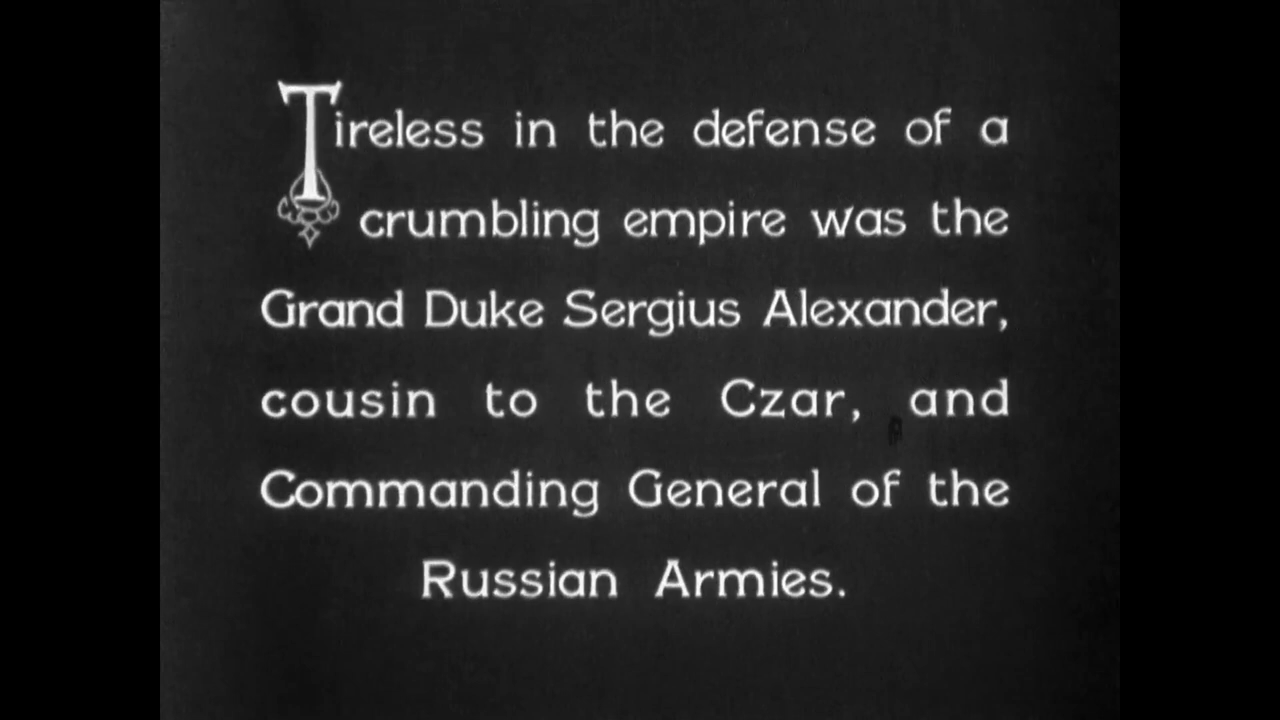 Tireless in the defense of a
crumbling empire was the
Grand Duke Sergius Alexander,
cousin to the Czar, and
Commanding General of the
Russian Armies.